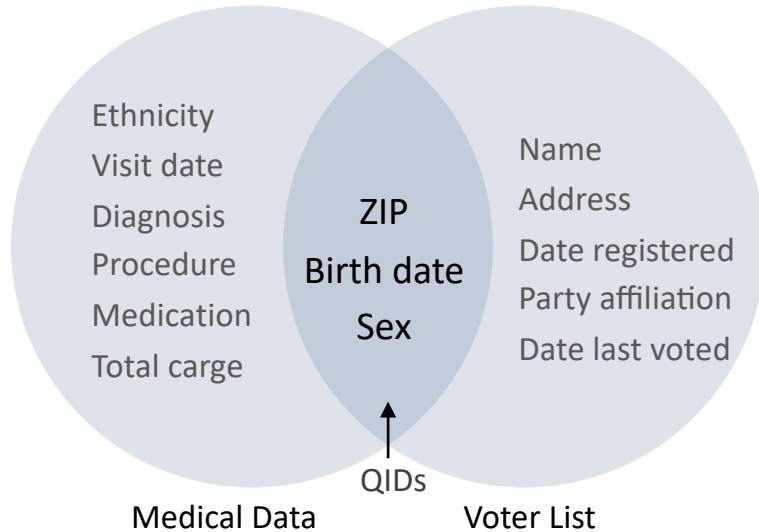 Ethnicity
Visit date
Diagnosis
Procedure
Medication
Total carge
ZIP
Birth date
Sex
Name
Address
Date registered
Party affiliation
Date last voted
QIDs
Medical Data
Voter List